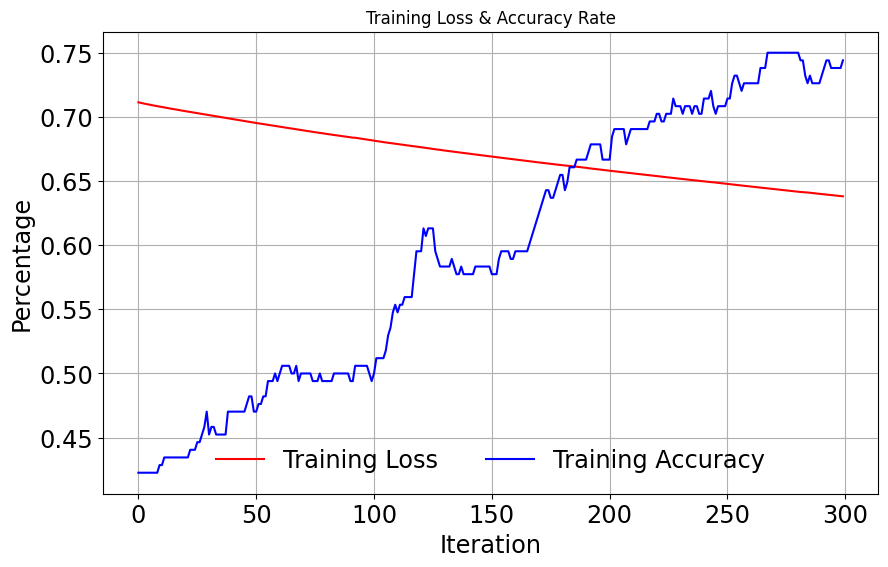 Training Loss & Accuracy Rate
0.75
0.70
0.65
0.60
0.55
0.50
0.45
Percentage
Training Loss Training Accuracy
0 50 100 150 200 250 300
Iteration